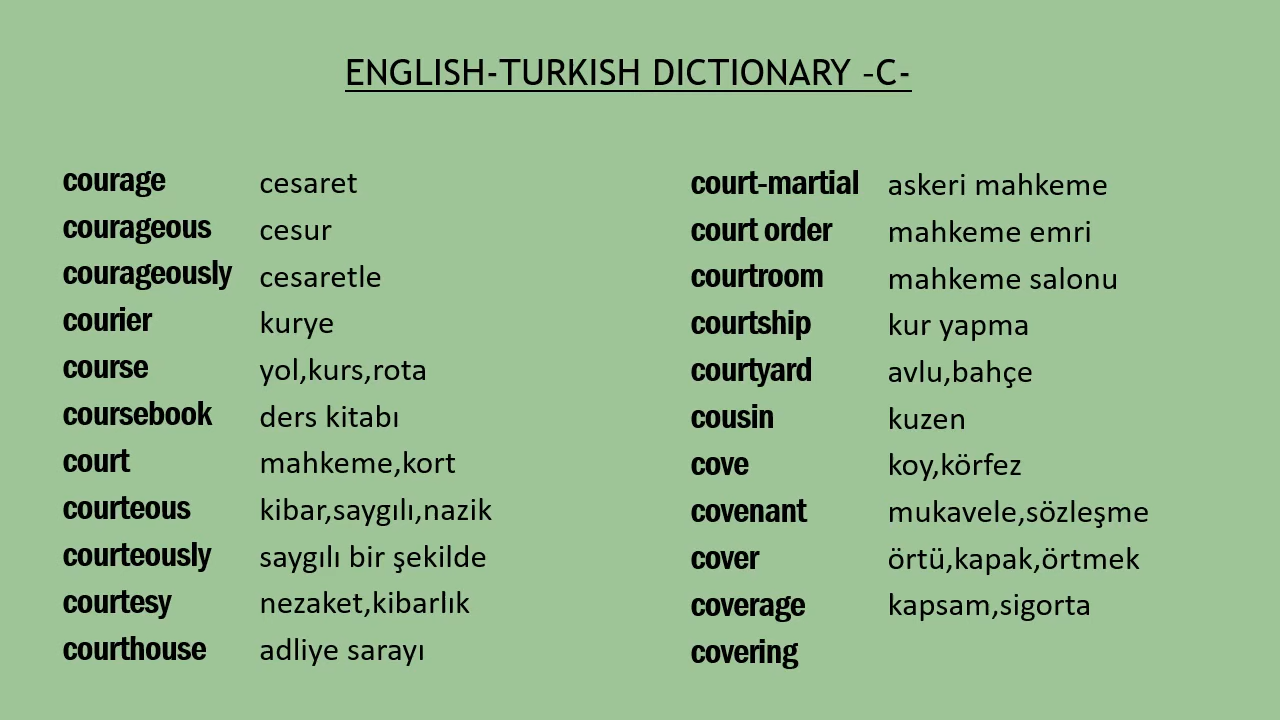 ENGLISH-TURKISH DICTIONARY –C-
courage cesaret
courageous cesur
courageously cesaretle
courier kurye
course yol,kurs,rota
coursebook ders kitabı
court mahkeme,kort
courteous kibar,saygılı,nazik
courteously saygılı bir şekilde
courtesy nezaket,kibarlık
courthouse adliye sarayı
court-martial askeri mahkeme
court order mahkeme emri
courtroom mahkeme salonu
courtship kur yapma
courtyard avlu,bahçe
cousin kuzen
cove koy,körfez
covenant mukavele,sözleşme
cover örtü,kapak,örtmek
coverage kapsam,sigorta
covering